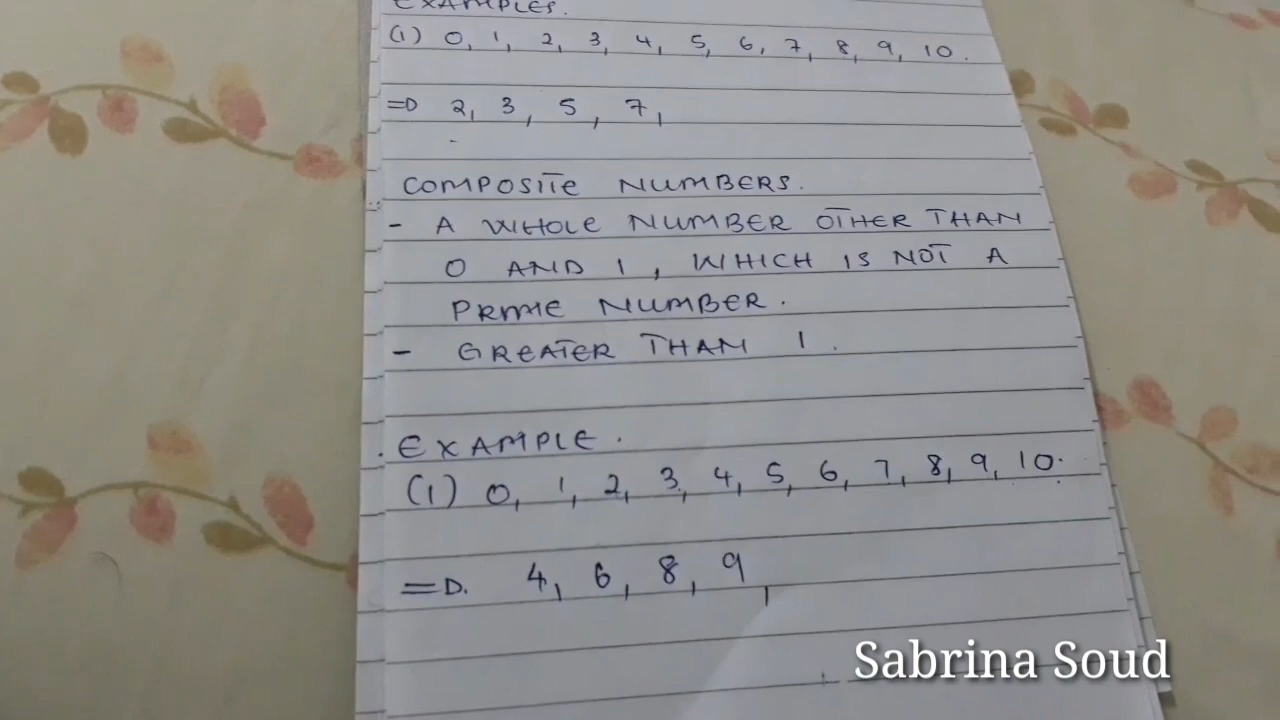 EXAMPLES.
(1) 0, 1, 2, 3, 4, 5, 6, 7, 8, 9, 10.
=D 2, 3, 5, 7,
COMPOSITE NUMBERS.
- A WHOLE NUMBER OTHER THAN
0 AND 1, WHICH IS NOT A
PRIME NUMBER.
- GREATER THAN 1.
EXAMPLE.
(1) 0, 1, 2, 3, 4, 5, 6, 7, 8, 9, 10.
=D. 4, 6, 8, 9,
Sabrina Soud